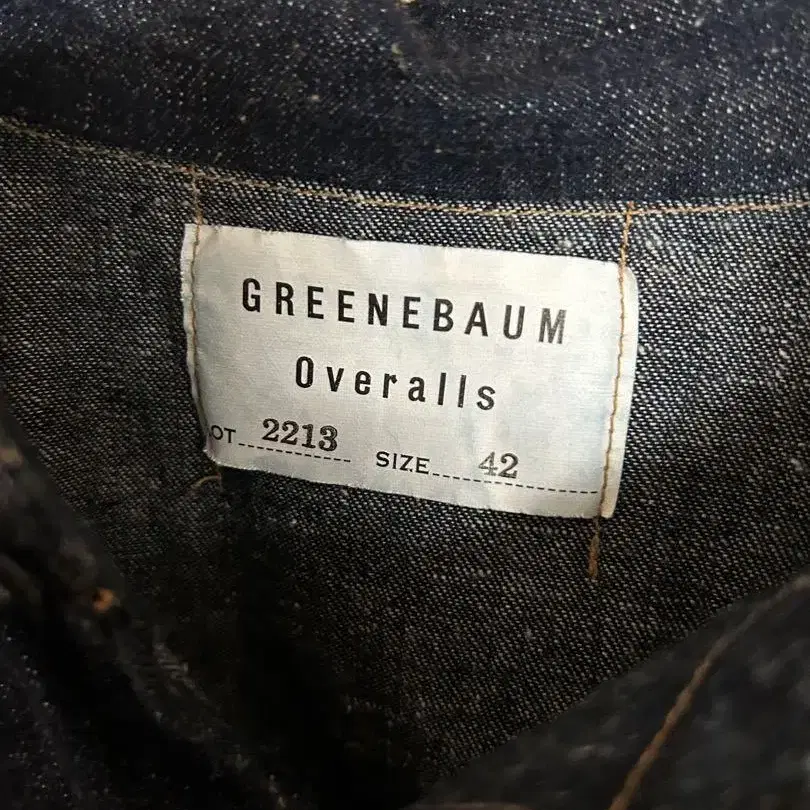 GREENEBAUM
Overalls
OT 2213 SIZE 42